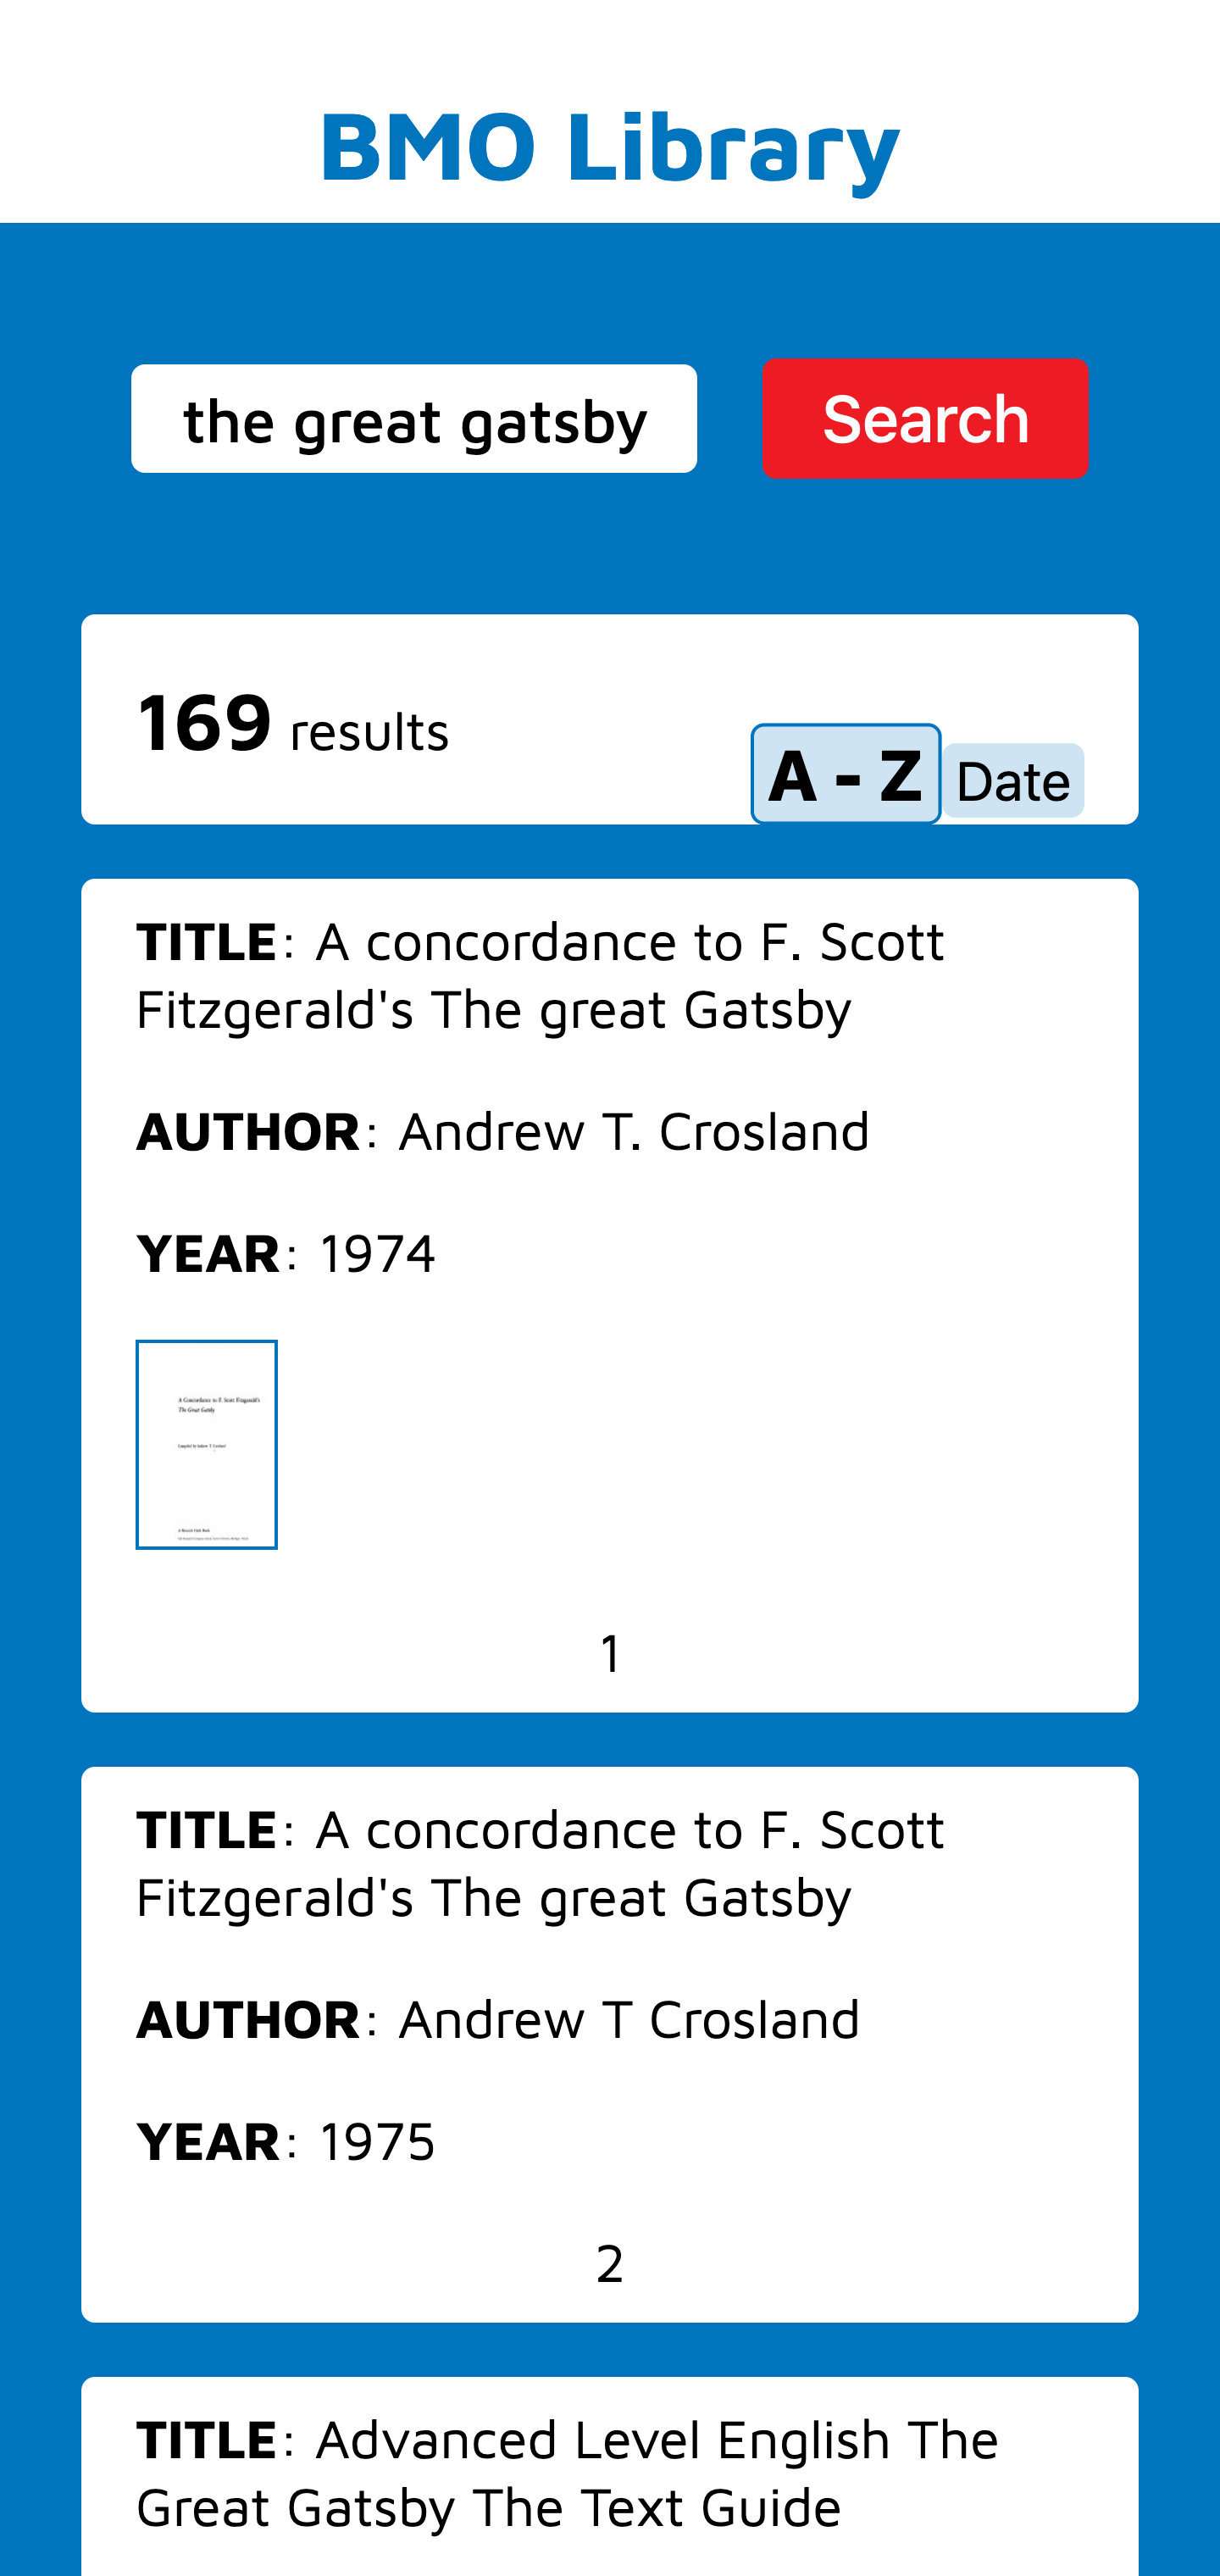 BMO Library
the great gatsby
Search
169 results
A - Z
Date
TITLE: A concordance to F. Scott
Fitzgerald's The great Gatsby
AUTHOR: Andrew T. Crosland
YEAR: 1974
A Concordance to F. Scott Fitzgerald's
The Great Gatsby
Compiled by Andrew T. Crosland
1
TITLE: A concordance to F. Scott
Fitzgerald's The great Gatsby
AUTHOR: Andrew T Crosland
YEAR: 1975
2
TITLE: Advanced Level English The
Great Gatsby The Text Guide